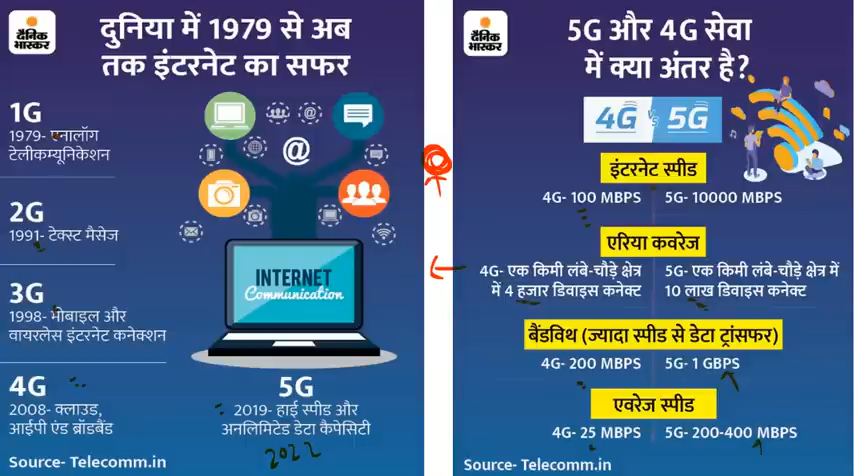 दैनिक
भास्कर
दुनिया में 1979 से अब
तक इंटरनेट का सफर
1G
1979- एनालॉग
टेलीकम्यूनिकेशन
2G
1991- टेक्स्ट मैसेज
3G
1998- मोबाइल और
वायरलेस इंटरनेट कनेक्शन
4G
2008- क्लाउड,
आईपी एंड ब्रॉडबैंड
@
@
INTERNET
Communication
5G
2019- हाई स्पीड और
अनलिमिटेड डेटा कैपेसिटी
2022
Source- Telecomm.in
दैनिक
भास्कर
5G और 4G सेवा
में क्या अंतर है?
4G VS 5G
इंटरनेट स्पीड
4G- 100 MBPS 5G- 10000 MBPS
एरिया कवरेज
4G- एक किमी लंबे-चौड़े क्षेत्र
में 4 हजार डिवाइस कनेक्ट
5G- एक किमी लंबे-चौड़े क्षेत्र में
10 लाख डिवाइस कनेक्ट
बैंडविथ (ज्यादा स्पीड से डेटा ट्रांसफर)
4G- 200 MBPS 5G- 1 GBPS
एवरेज स्पीड
4G- 25 MBPS 5G- 200-400 MBPS
Source- Telecomm.in